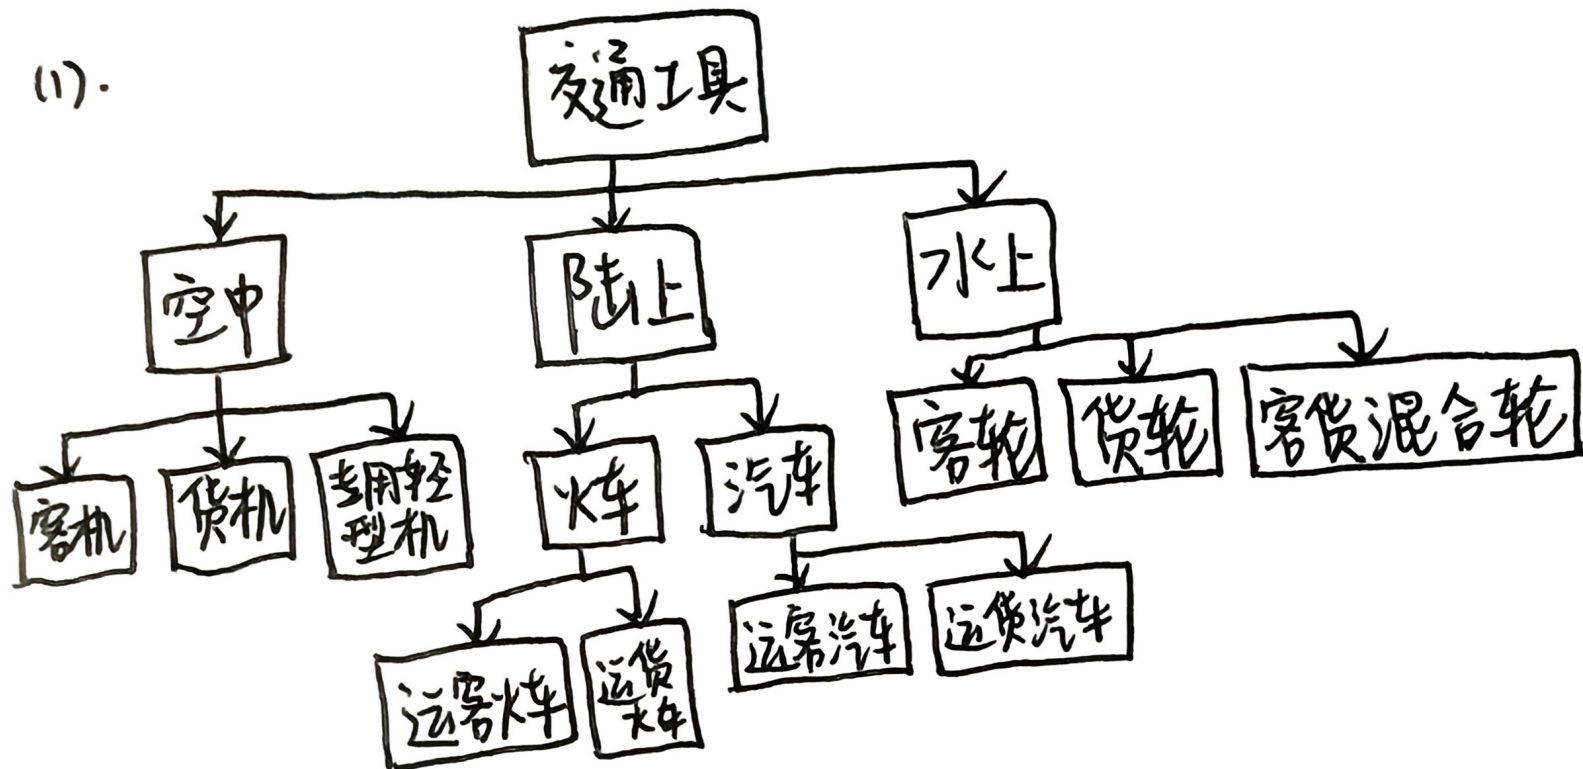 (1).
交通工具
空中
陆上
水上
客机
货机
专用轻
型机
火车
汽车
客轮
货轮
客货混合轮
运客火车
运货
火车
运客汽车
运货汽车